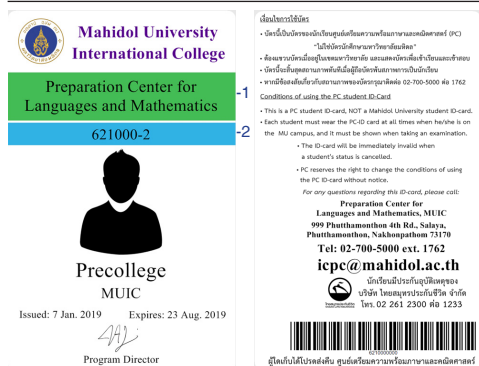 Mahidol University
International College
Preparation Center for
Languages and Mathematics
-1
621000-2
-2
Precollege
MUIC
Issued: 7 Jan. 2019 Expires: 23 Aug. 2019
Program Director
เงื่อนไขการใช้บัตร
• บัตรนี้เป็นบัตรของนักเรียนศูนย์เตรียมความพร้อมภาษาและคณิตศาสตร์ (PC)
"ไม่ใช่บัตรนักศึกษามหาวิทยาลัยมหิดล"
• ต้องแขวนบัตรเมื่ออยู่ในเขตมหาวิทยาลัย และแสดงบัตรเพื่อเข้าเรียนและเข้าสอบ
• บัตรนี้จะสิ้นสุดสภาพทันทีเมื่อผู้ถือบัตรพ้นสภาพการเป็นนักเรียน
• หากมีข้อสงสัยเกี่ยวกับสถานภาพของบัตรกรุณาติดต่อ 02-700-5000 ต่อ 1762
Conditions of using the PC student ID-Card
• This is a PC student ID-card, NOT a Mahidol University student ID-card.
• Each student must wear the PC-ID card at all times when he/she is on
the MU campus, and it must be shown when taking an examination.
• The ID-card will be immediately invalid when
a student's status is cancelled.
• PC reserves the right to change the conditions of using
the PC ID-card without notice.
For any questions regarding this ID-card, please call:
Preparation Center for
Languages and Mathematics, MUIC
999 Phutthamonthon 4th Rd., Salaya,
Phutthamonthon, Nakhonpathom 73170
Tel: 02-700-5000 ext. 1762
icpc@mahidol.ac.th
นักเรียนมีประกันอุบัติเหตุของ
บริษัท ไทยสมุทรประกันชีวิต จำกัด
โทร. 02 261 2300 ต่อ 1233
6210000000
ผู้ใดเก็บได้โปรดส่งคืน ศูนย์เตรียมความพร้อมภาษาและคณิตศาสตร์